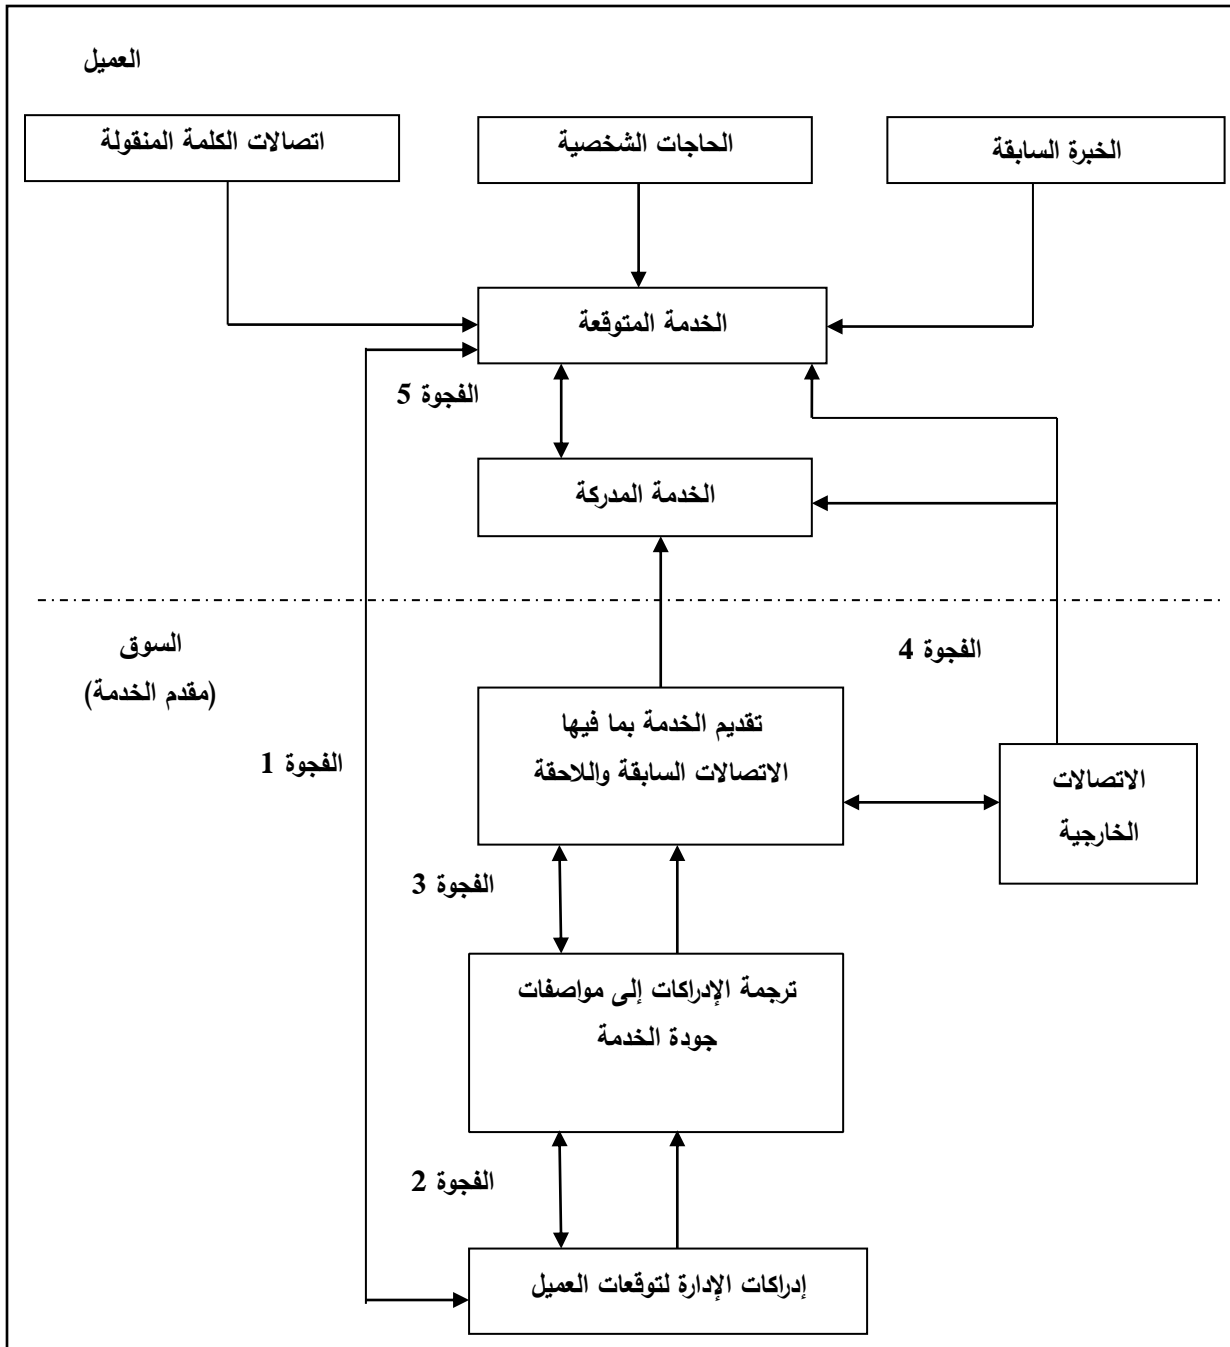 العميل
الخبرة السابقة
الحاجات الشخصية
اتصالات الكلمة المنقولة
الخدمة المتوقعة
الفجوة 5
الخدمة المدركة
السوق
(مقدم الخدمة)
الفجوة 4
تقديم الخدمة بما فيها
الاتصالات السابقة واللاحقة
الفجوة 1
الاتصالات
الخارجية
الفجوة 3
ترجمة الإدراكات إلى مواصفات
جودة الخدمة
الفجوة 2
إدراكات الإدارة لتوقعات العميل